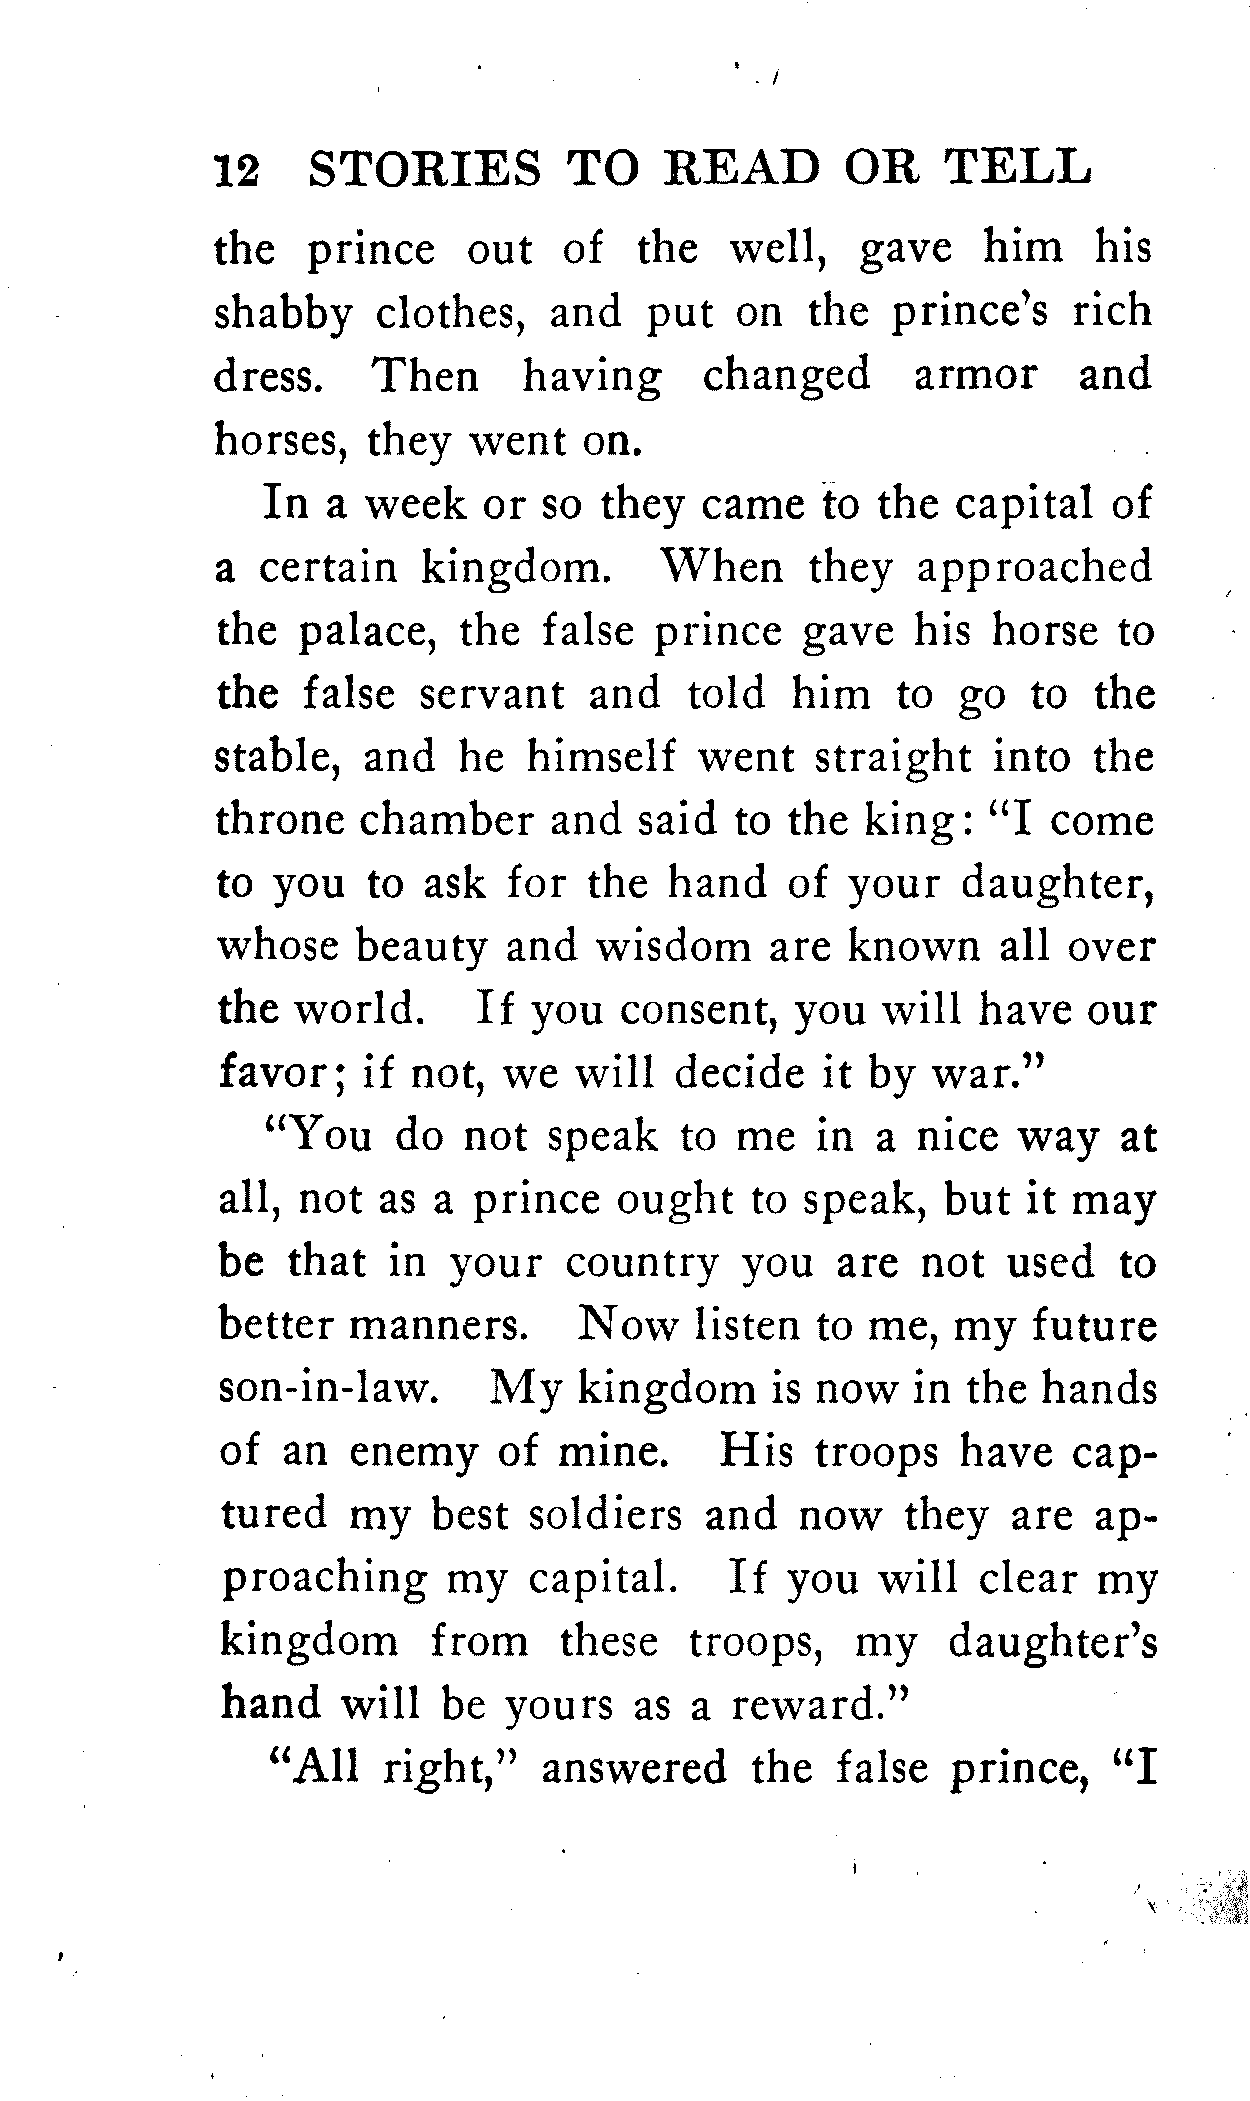 12 STORIES TO READ OR TELL
the prince out of the well, gave him his
shabby clothes, and put on the prince's rich
dress. Then having changed armor and
horses, they went on.
In a week or so they came to the capital of
a certain kingdom. When they approached
the palace, the false prince gave his horse to
the false servant and told him to go to the
stable, and he himself went straight into the
throne chamber and said to the king: "I come
to you to ask for the hand of your daughter,
whose beauty and wisdom are known all over
the world. If you consent, you will have our
favor; if not, we will decide it by war."
"You do not speak to me in a nice way at
all, not as a prince ought to speak, but it may
be that in your country you are not used to
better manners. Now listen to me, my future
son-in-law. My kingdom is now in the hands
of an enemy of mine. His troops have cap-
tured my best soldiers and now they are ap-
proaching my capital. If you will clear my
kingdom from these troops, my daughter's
hand will be yours as a reward."
"All right," answered the false prince, "I